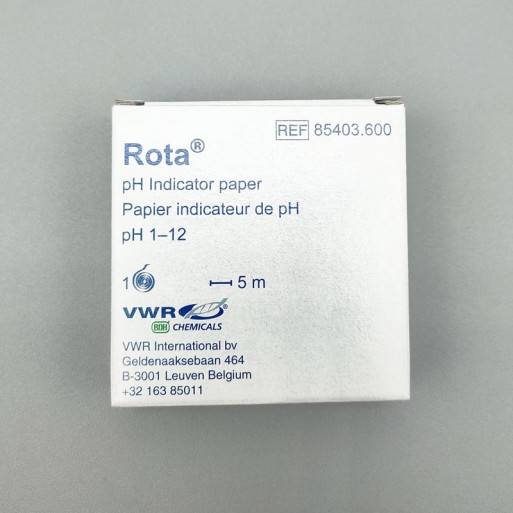 REF 85403.600
Rota®
pH Indicator paper
Papier indicateur de pH
pH 1–12
1 5 m
VWR®
BDH CHEMICALS
VWR International bv
Geldenaaksebaan 464
B-3001 Leuven Belgium
+32 163 85011